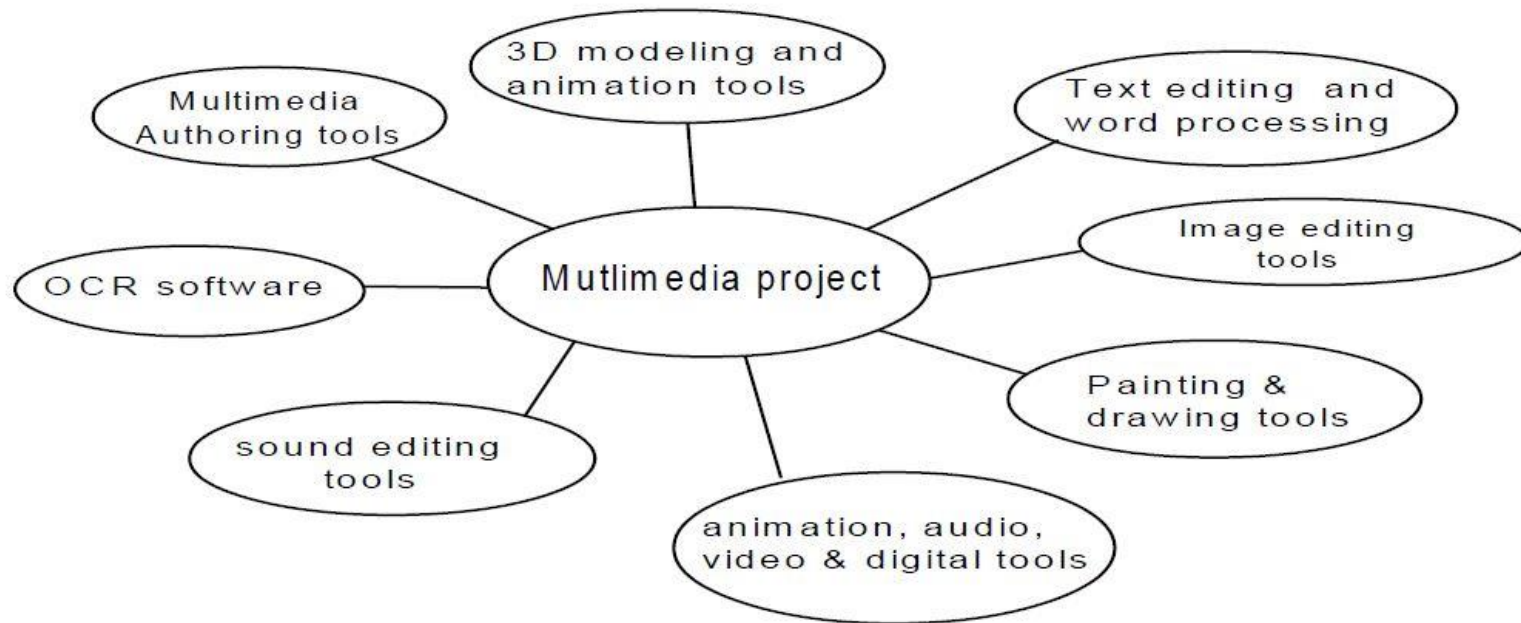 3D modeling and
animation tools
Multimedia
Authoring tools
Text editing and
word processing
Image editing
tools
OCR software
Mutlimedia project
Painting &
drawing tools
sound editing
tools
animation, audio,
video & digital tools